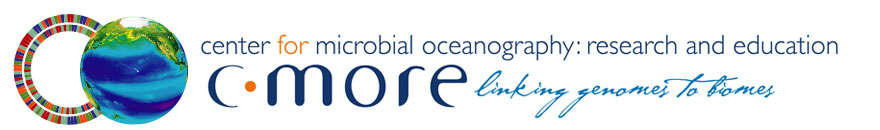 center for microbial oceanography: research and education
c·more linking genomes to biomes